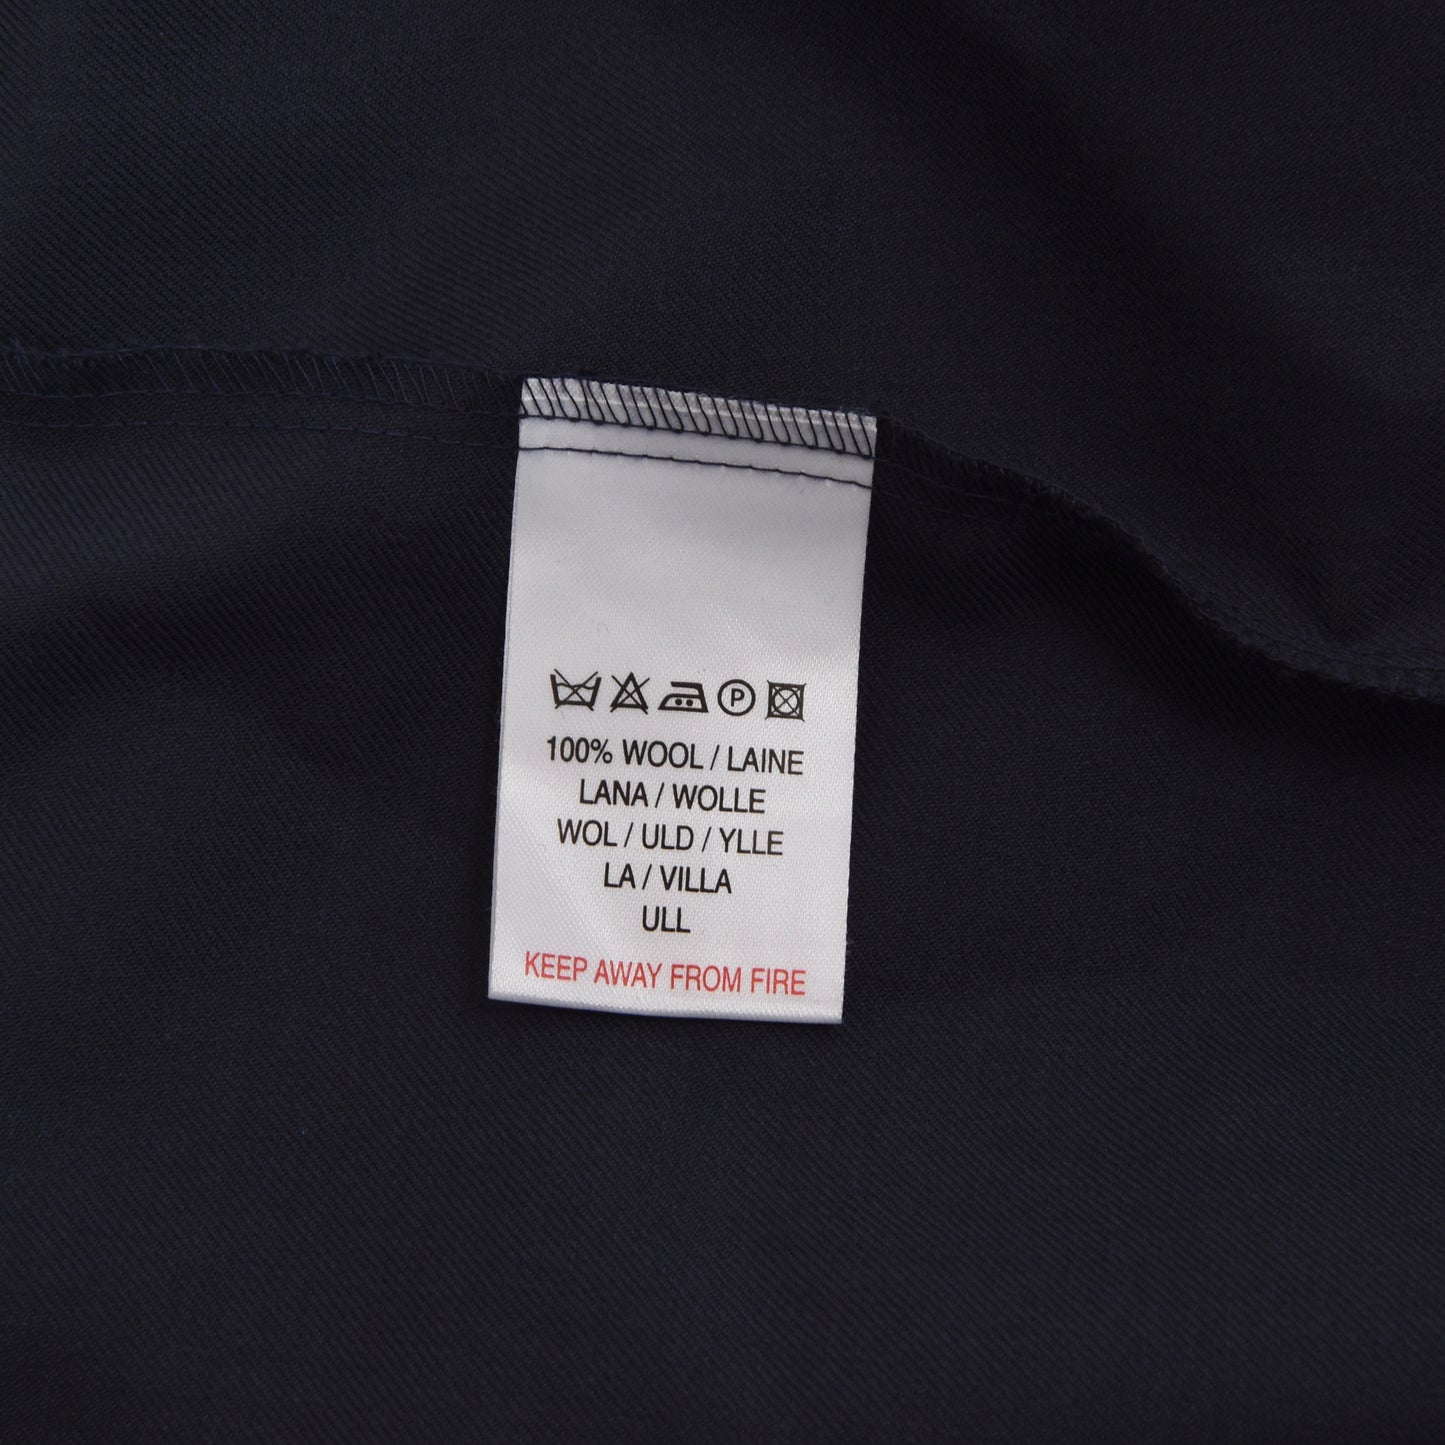 P
100% WOOL / LAINE
LANA / WOLLE
WOL / ULD / YLLE
LA / VILLA
ULL
KEEP AWAY FROM FIRE